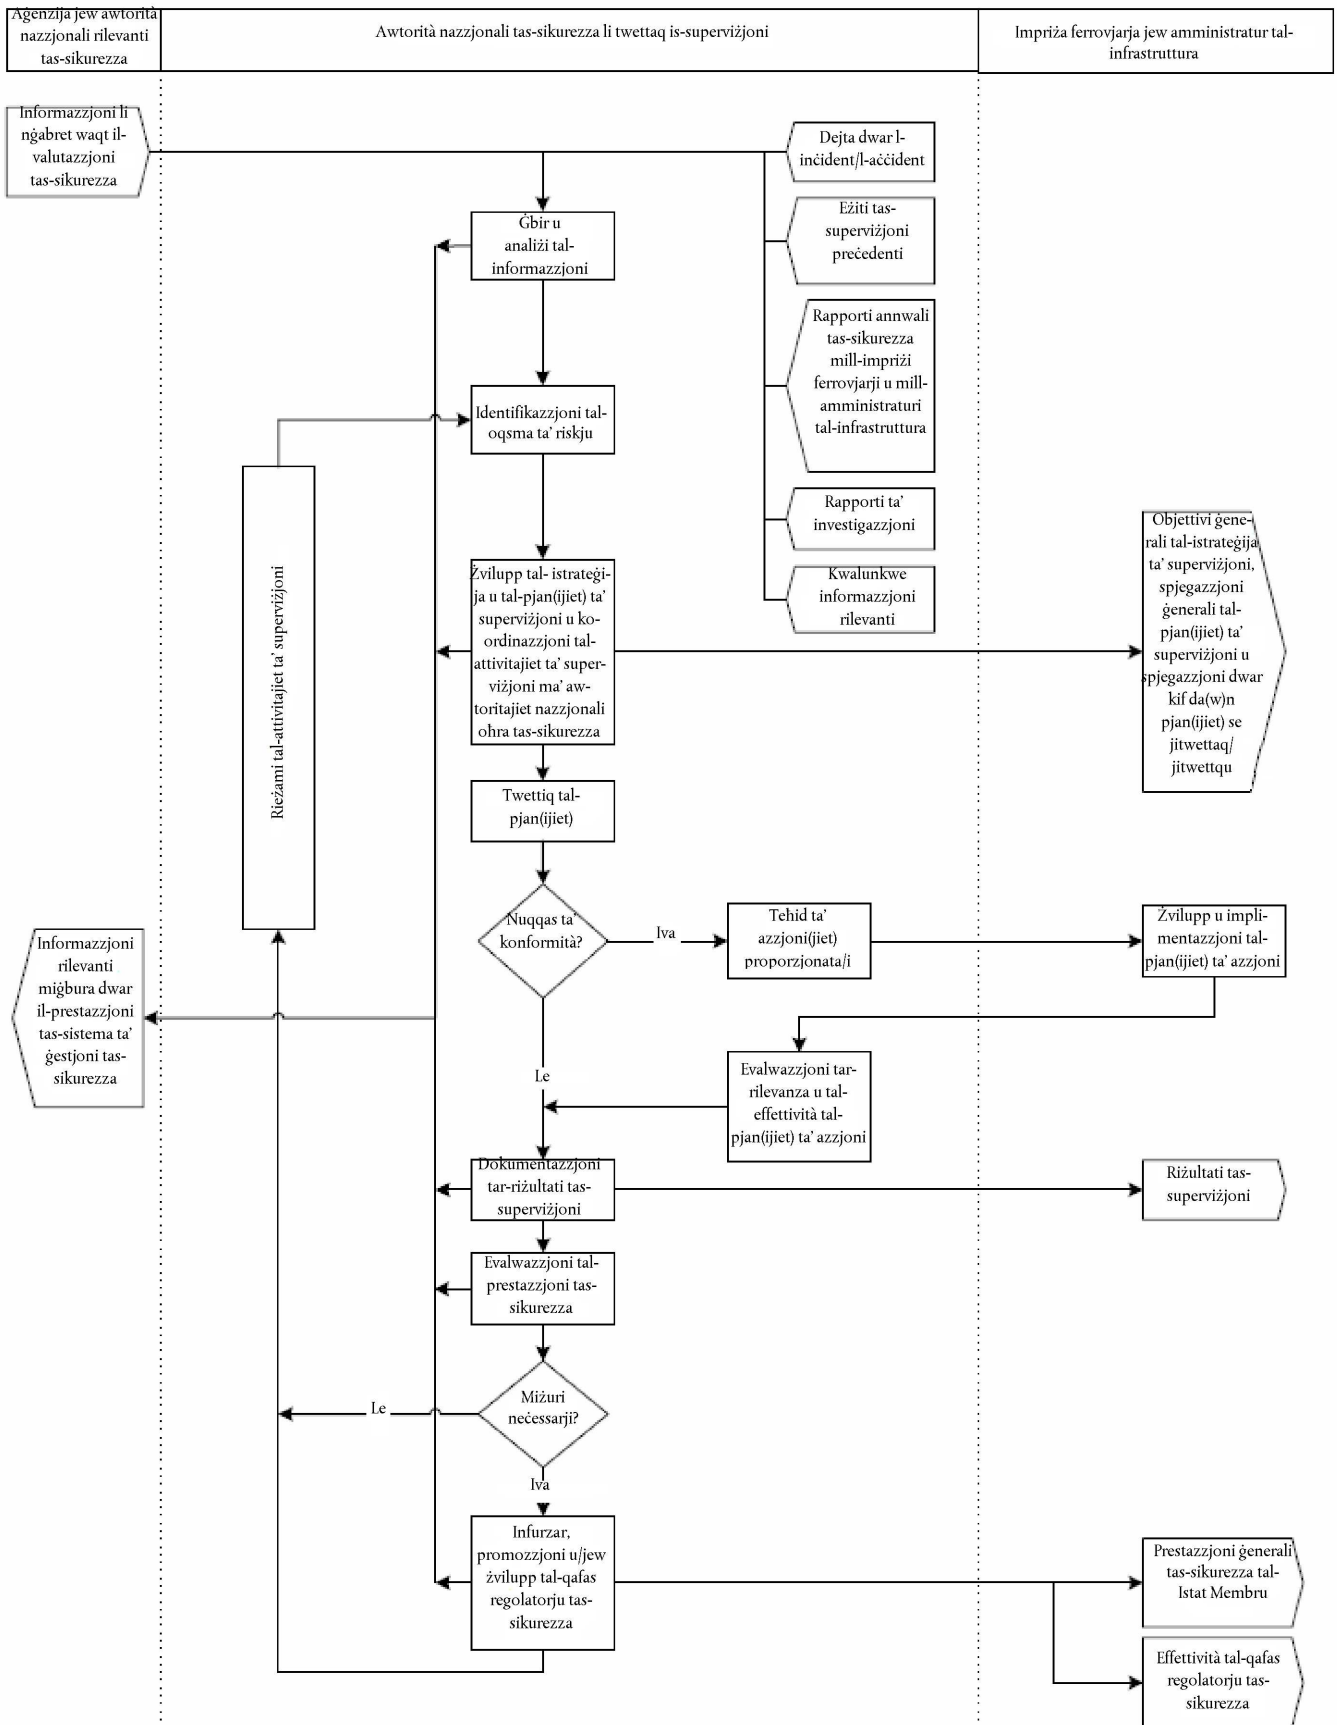 Aġenzija jew awtorità
nazzjonali rilevanti
tas-sikurezza
Awtorità nazzjonali tas-sikurezza li twettaq is-superviżjoni
Impriża ferrovjarja jew amministratur tal-
infrastruttura
Informazzjoni li
nġabret waqt il-
valutazzjoni
tas-sikurezza
Dejta dwar l-
inċident/l-aċċident
Ġbir u
analiżi tal-
informazzjoni
Eżiti tas-
superviżjoni
preċedenti
Rapporti annwali
tas-sikurezza
mill-impriżi
ferrovjarji u mill-
amministraturi
tal-infrastruttura
Identifikazzjoni tal-
oqsma ta’ riskju
Rapporti ta’
investigazzjoni
Kwalunkwe
informazzjoni
rilevanti
Rieżami tal-attivitajiet ta’ superviżjoni
Żvilupp tal- istrateġi-
ja u tal-pjan(ijiet) ta’
superviżjoni u ko-
ordinazzjoni tal-
attivitajiet ta’ super-
viżjoni ma’ aw-
toritajiet nazzjonali
oħra tas-sikurezza
Objettivi ġene-
rali tal-istrateġija
ta’ superviżjoni,
spjegazzjoni
ġenerali tal-
pjan(ijiet) ta’
superviżjoni u
spjegazzjoni dwar
kif da(w)n
pjan(ijiet) se
jitwettaq/
jitwettqu
Twettiq tal-
pjan(ijiet)
Nuqqas ta’
konformità?
Iva
Teħid ta’
azzjoni(jiet)
proporzjonata/i
Żvilupp u impli-
mentazzjoni tal-
pjan(ijiet) ta’ azzjoni
Informazzjoni
rilevanti
miġbura dwar
il-prestazzjoni
tas-sistema ta’
ġestjoni tas-
sikurezza
Le
Evalwazzjoni tar-
rilevanza u tal-
effettività tal-
pjan(ijiet) ta’ azzjoni
Dokumentazzjoni
tar-riżultati tas-
superviżjoni
Riżultati tas-
superviżjoni
Evalwazzjoni tal-
prestazzjoni tas-
sikurezza
Miżuri
neċessarji?
Le
Iva
Infurzar,
promozzjoni u/jew
żvilupp tal-qafas
regolatorju tas-
sikurezza
Prestazzjoni ġenerali
tas-sikurezza tal-
Istat Membru
Effettività tal-qafas
regolatorju tas-
sikurezza